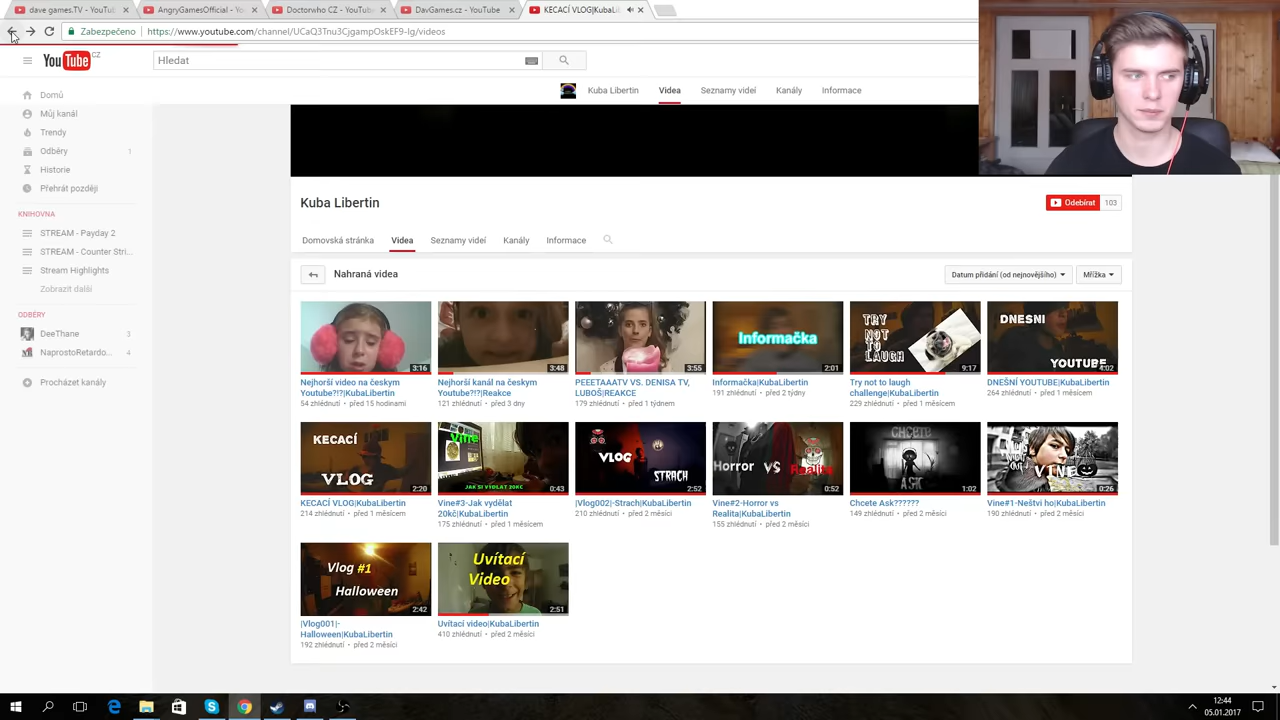 dave games.TV - YouTu
AngryGamesOfficial - Yo
Doctorwho CZ - YouTub
DavGames.cz - YouTube
KECACÍ VLOG|KubaLi
Zabezpečeno
https://www.youtube.com/channel/UCaQ3Tnu3CjgampOskEF9-lg/videos
YouTube CZ
Hledat
Kuba Libertin Videa Seznamy videí Kanály Informace
Domů
Můj kanál
Trendy
Odběry 1
Historie
Přehrát později
KNIHOVNA
STREAM - Payday 2
STREAM - Counter Stri...
Stream Highlights
Zobrazit další
ODBĚRY
DeeThane 3
NaprostoRetardo... 4
Procházet kanály
Kuba Libertin
Odebírat 103
Domovská stránka Videa Seznamy videí Kanály Informace
Nahraná videa
Datum přidání (od nejnovějšího)
Mřížka
3:16
Nejhorší video na českym
Youtube?!?|KubaLibertin
54 zhlédnutí • před 15 hodinami
3:48
Nejhorší kanál na českym
Youtube?!?|Reakce
121 zhlédnutí • před 3 dny
3:55
PEEETAAATV VS. DENISA TV,
LUBOŠ|REAKCE
179 zhlédnutí • před 1 týdnem
Informačka
2:01
Informačka|KubaLibertin
191 zhlédnutí • před 2 týdny
TRY
NOT
TO
LAUGH
9:17
Try not to laugh
challenge|KubaLibertin
229 zhlédnutí • před 1 měsícem
DNESNI
YOUTUBE
4:02
DNEŠNÍ YOUTUBE|KubaLibertin
264 zhlédnutí • před 1 měsícem
KECACÍ
VLOG
2:20
KECACÍ VLOG|KubaLibertin
214 zhlédnutí • před 1 měsícem
Vine
JAK SI VYDĚLAT 20KČ
0:43
Vine#3-Jak vydělat
20kč|KubaLibertin
175 zhlédnutí • před 1 měsícem
VLOG
STRACH
2:52
|Vlog002|-Strach|KubaLibertin
210 zhlédnutí • před 2 měsíci
Horror VS Realita
0:52
Vine#2-Horror vs
Realita|KubaLibertin
155 zhlédnutí • před 2 měsíci
CHCETE
ASK
1:02
Chcete Ask??????
149 zhlédnutí • před 2 měsíci
VINE
0:26
Vine#1-Neštvi ho|KubaLibertin
190 zhlédnutí • před 2 měsíci
Vlog #1
Halloween
2:42
|Vlog001|-
Halloween|KubaLibertin
192 zhlédnutí • před 2 měsíci
Uvítací
Video
2:51
Uvítací video|KubaLibertin
410 zhlédnutí • před 2 měsíci
12:44
05.01.2017